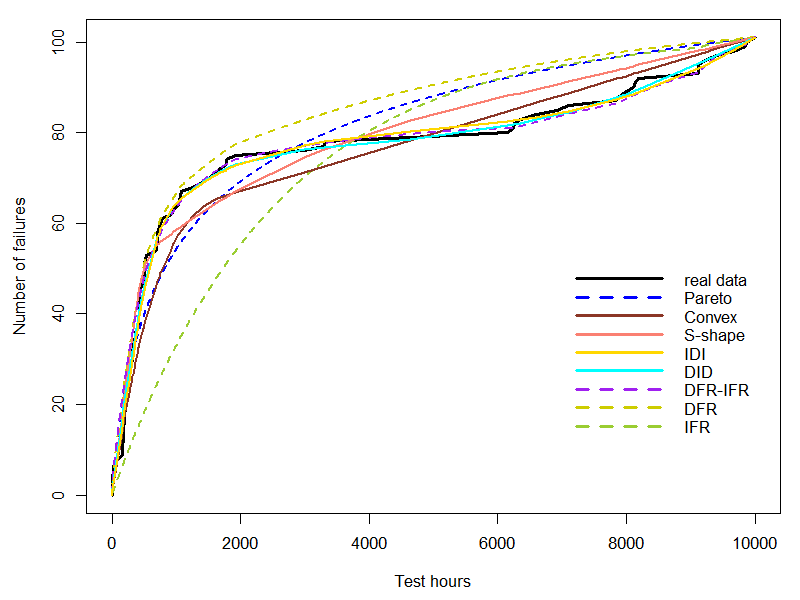 100
80
60
40
20
0
Number of failures
real data
Pareto
Convex
S-shape
IDI
DID
DFR-IFR
DFR
IFR
0 2000 4000 6000 8000 10000
Test hours